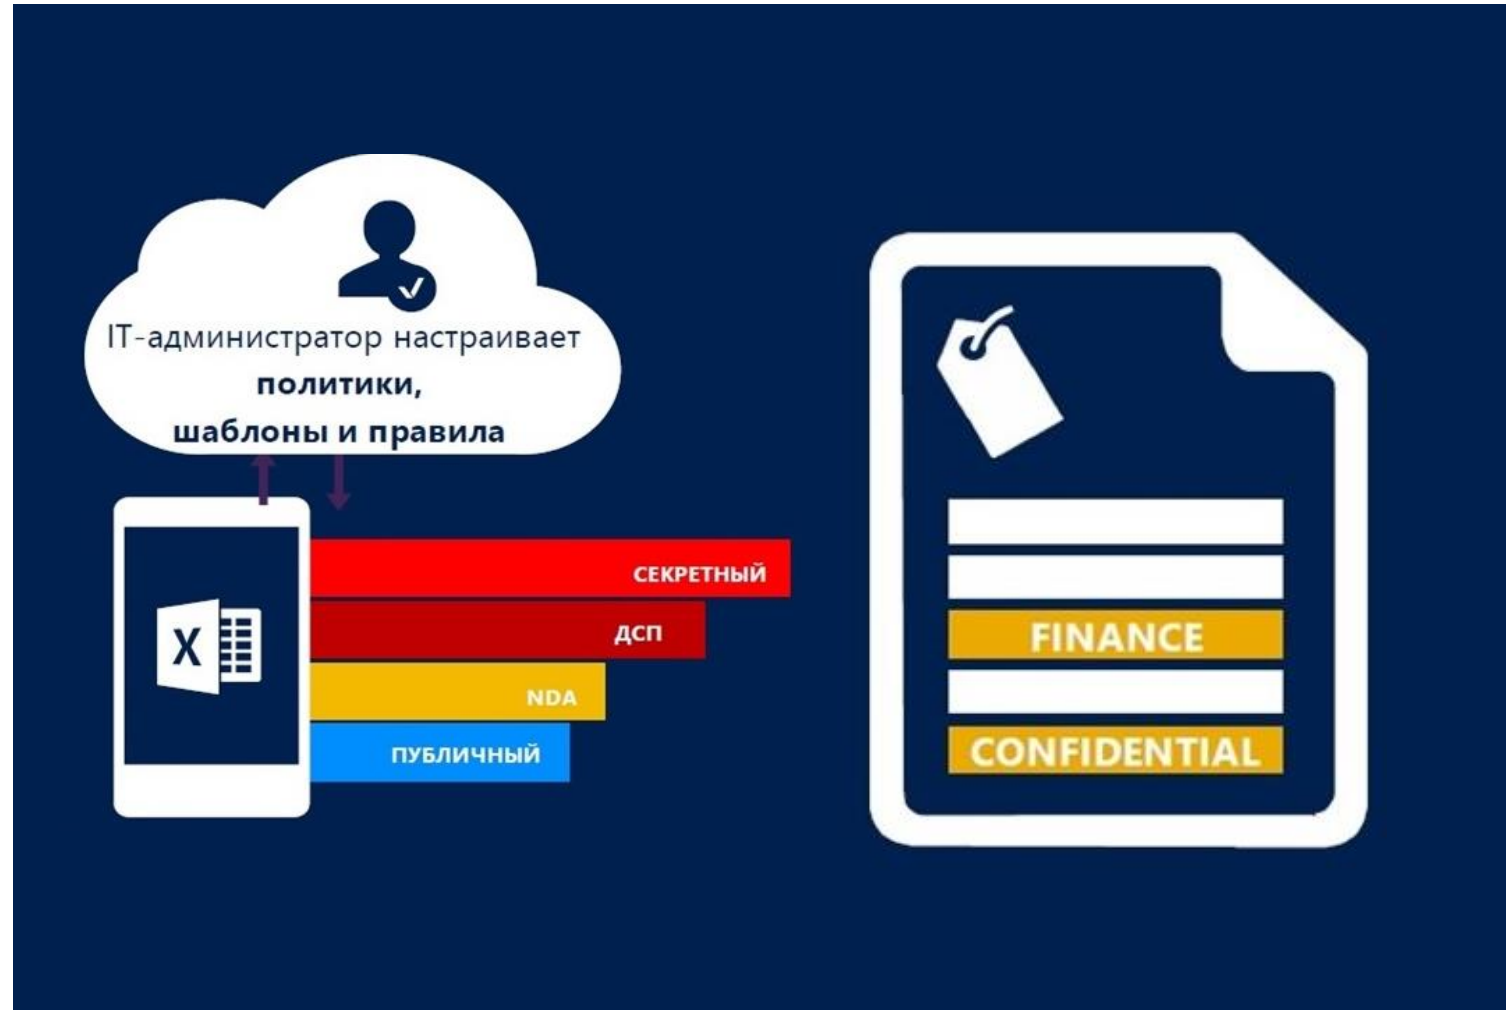 IT-администратор настраивает
политики,
шаблоны и правила
X
СЕКРЕТНЫЙ
ДСП
NDA
ПУБЛИЧНЫЙ
FINANCE
CONFIDENTIAL